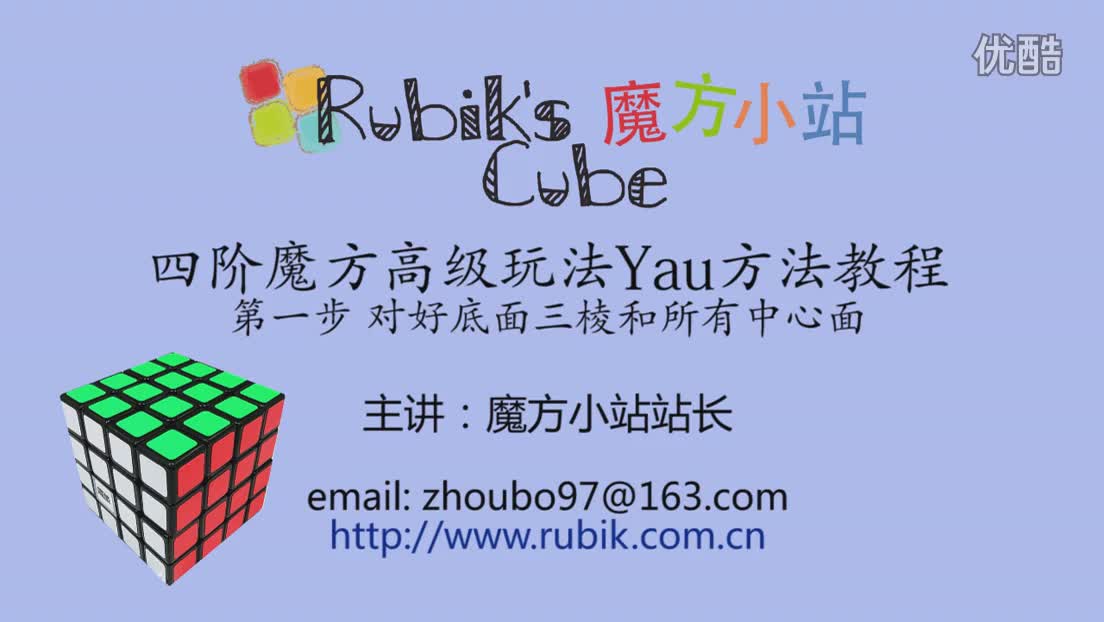 优酷
Rubik's 魔方小站
Cube
四阶魔方高级玩法Yau方法教程
第一步 对好底面三棱和所有中心面
主讲：魔方小站站长
email: zhoubo97@163.com
http://www.rubik.com.cn